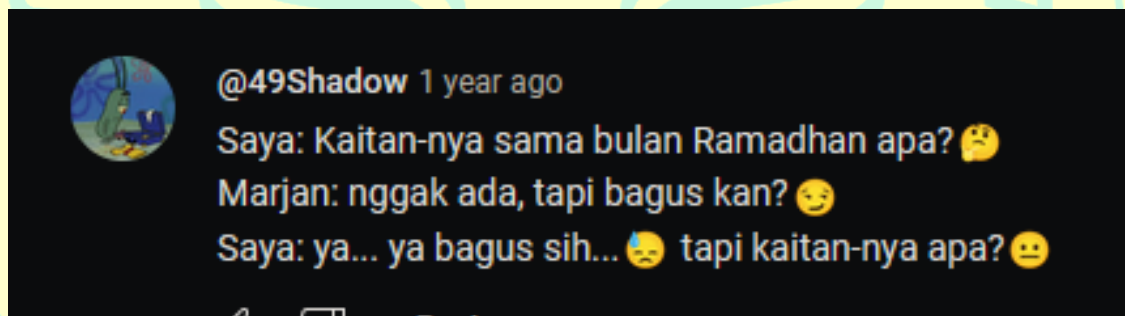 @49Shadow 1 year ago
Saya: Kaitan-nya sama bulan Ramadhan apa?🤔
Marjan: nggak ada, tapi bagus kan?😏
Saya: ya... ya bagus sih...😓 tapi kaitan-nya apa?😐